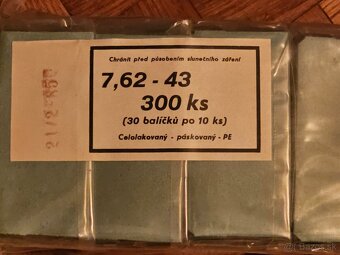 Chránit před působením slunečního záření
7,62 - 43
300 ks
(30 balíčků po 10 ks)
Celolakovaný - páskovaný - PE